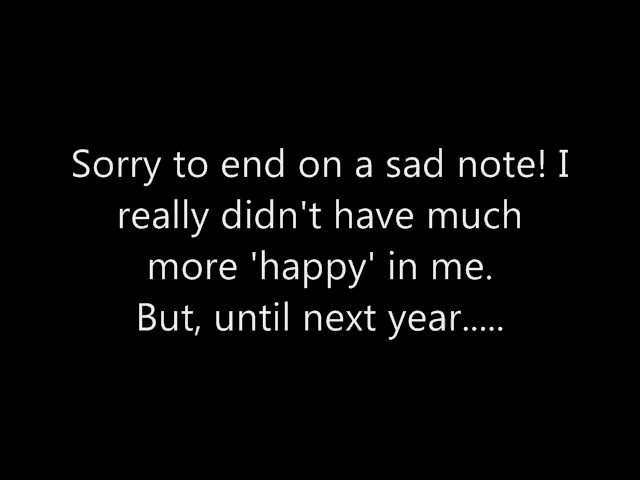 Sorry to end on a sad note! I
really didn't have much
more 'happy' in me.
But, until next year.....